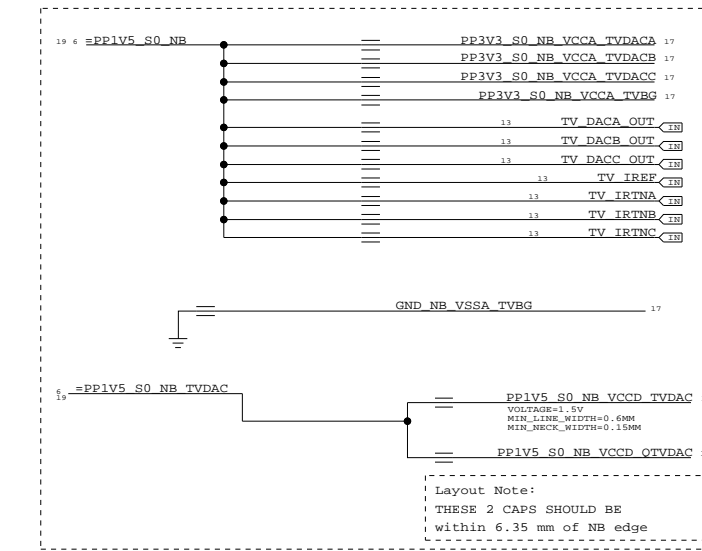 19 6 =PP1V5_S0_NB
PP3V3_S0_NB_VCCA_TVDACA 17
PP3V3_S0_NB_VCCA_TVDACB 17
PP3V3_S0_NB_VCCA_TVDACC 17
PP3V3_S0_NB_VCCA_TVBG 17
13 TV_DACA_OUT IN
13 TV_DACB_OUT IN
13 TV_DACC_OUT IN
13 TV_IREF IN
13 TV_IRTNA IN
13 TV_IRTNB IN
13 TV_IRTNC IN
GND_NB_VSSA_TVBG 17
6 19 =PP1V5_S0_NB_TVDAC
PP1V5_S0_NB_VCCD_TVDAC
VOLTAGE=1.5V
MIN_LINE_WIDTH=0.6MM
MIN_NECK_WIDTH=0.15MM
PP1V5_S0_NB_VCCD_QTVDAC
Layout Note:
THESE 2 CAPS SHOULD BE
within 6.35 mm of NB edge